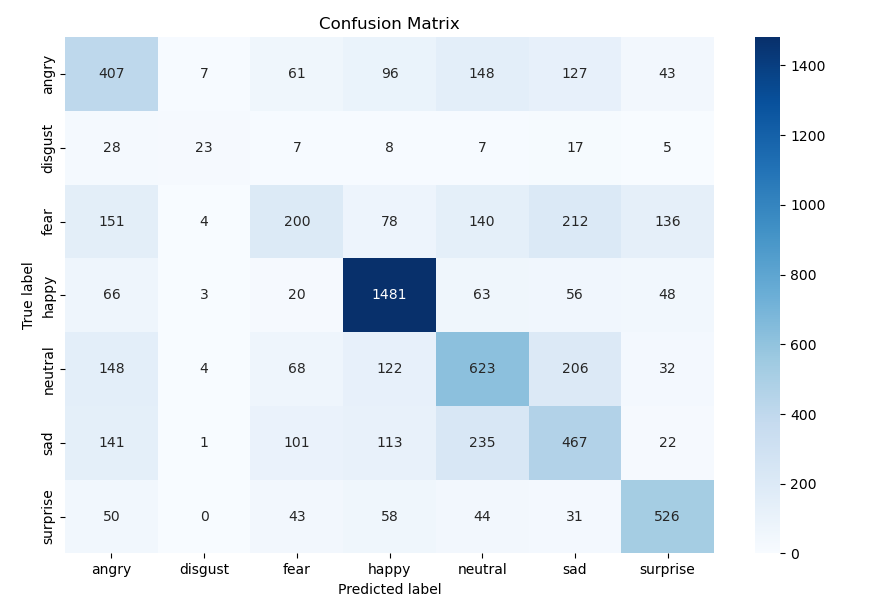 Confusion Matrix
angry 407 7 61 96 148 127 43
disgust 28 23 7 8 7 17 5
fear 151 4 200 78 140 212 136
happy 66 3 20 1481 63 56 48
neutral 148 4 68 122 623 206 32
sad 141 1 101 113 235 467 22
surprise 50 0 43 58 44 31 526
angry disgust fear happy neutral sad surprise
Predicted label
True label
1400
1200
1000
800
600
400
200
0